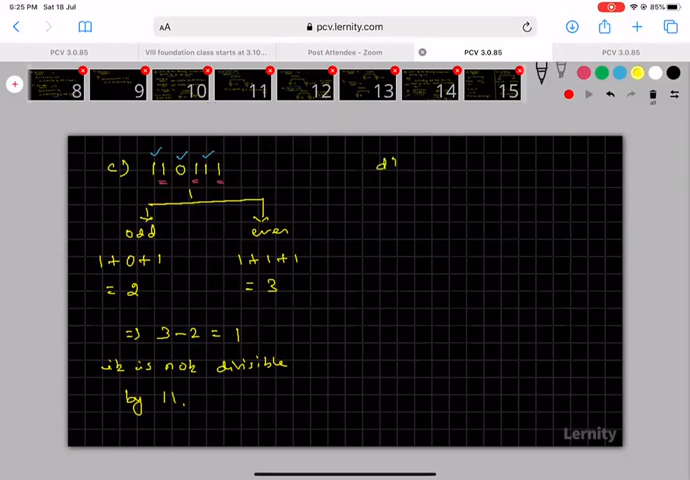 6:25 PM Sat 18 Jul
85%
AA
pcv.lernity.com
PCV 3.0.85
VIII foundation class starts at 3.10...
Post Attendee - Zoom
PCV 3.0.85
PCV 3.0.85
8
9
10
11
12
13
14
15
all
c) 110111
d)
odd even
1+0+1 1+1+1
= 2 = 3
=> 3-2 = 1
it is not divisible
by 11.
Lernity